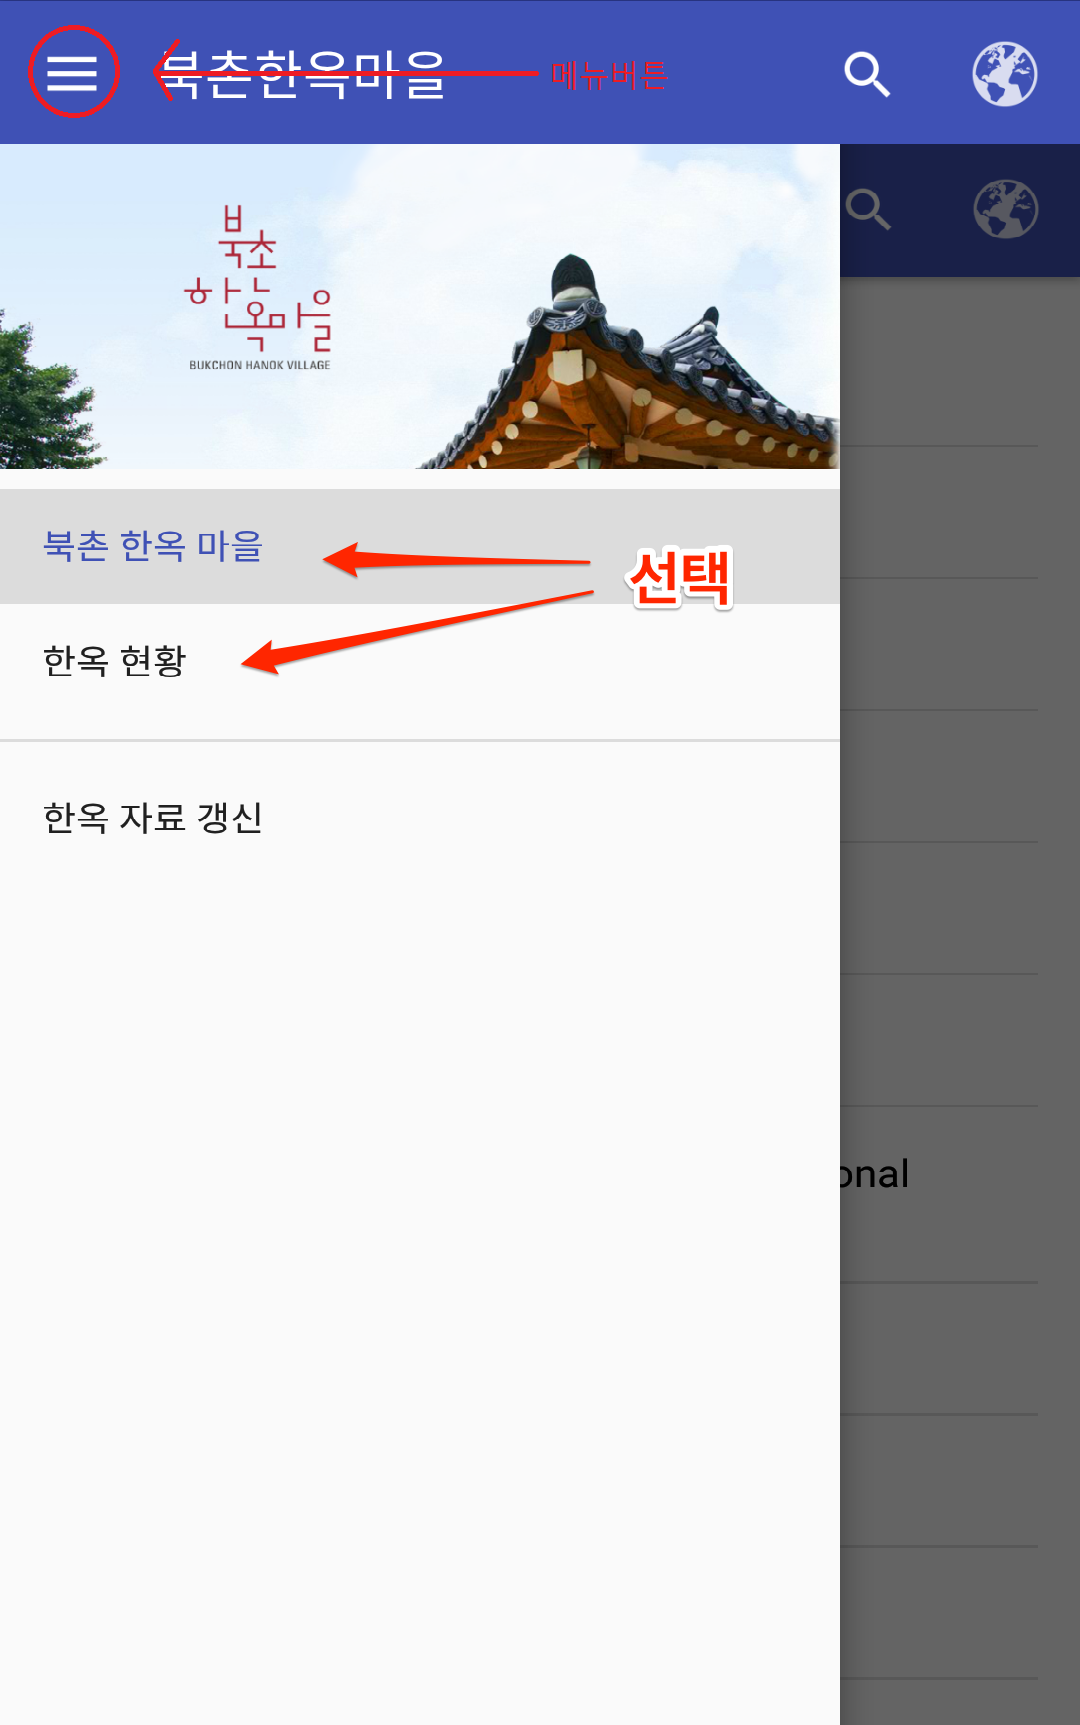 북촌한옥마을
메뉴버튼
북촌
한옥마을
BUKCHON HANOK VILLAGE
북촌 한옥 마을
선택
한옥 현황
한옥 자료 갱신
onal